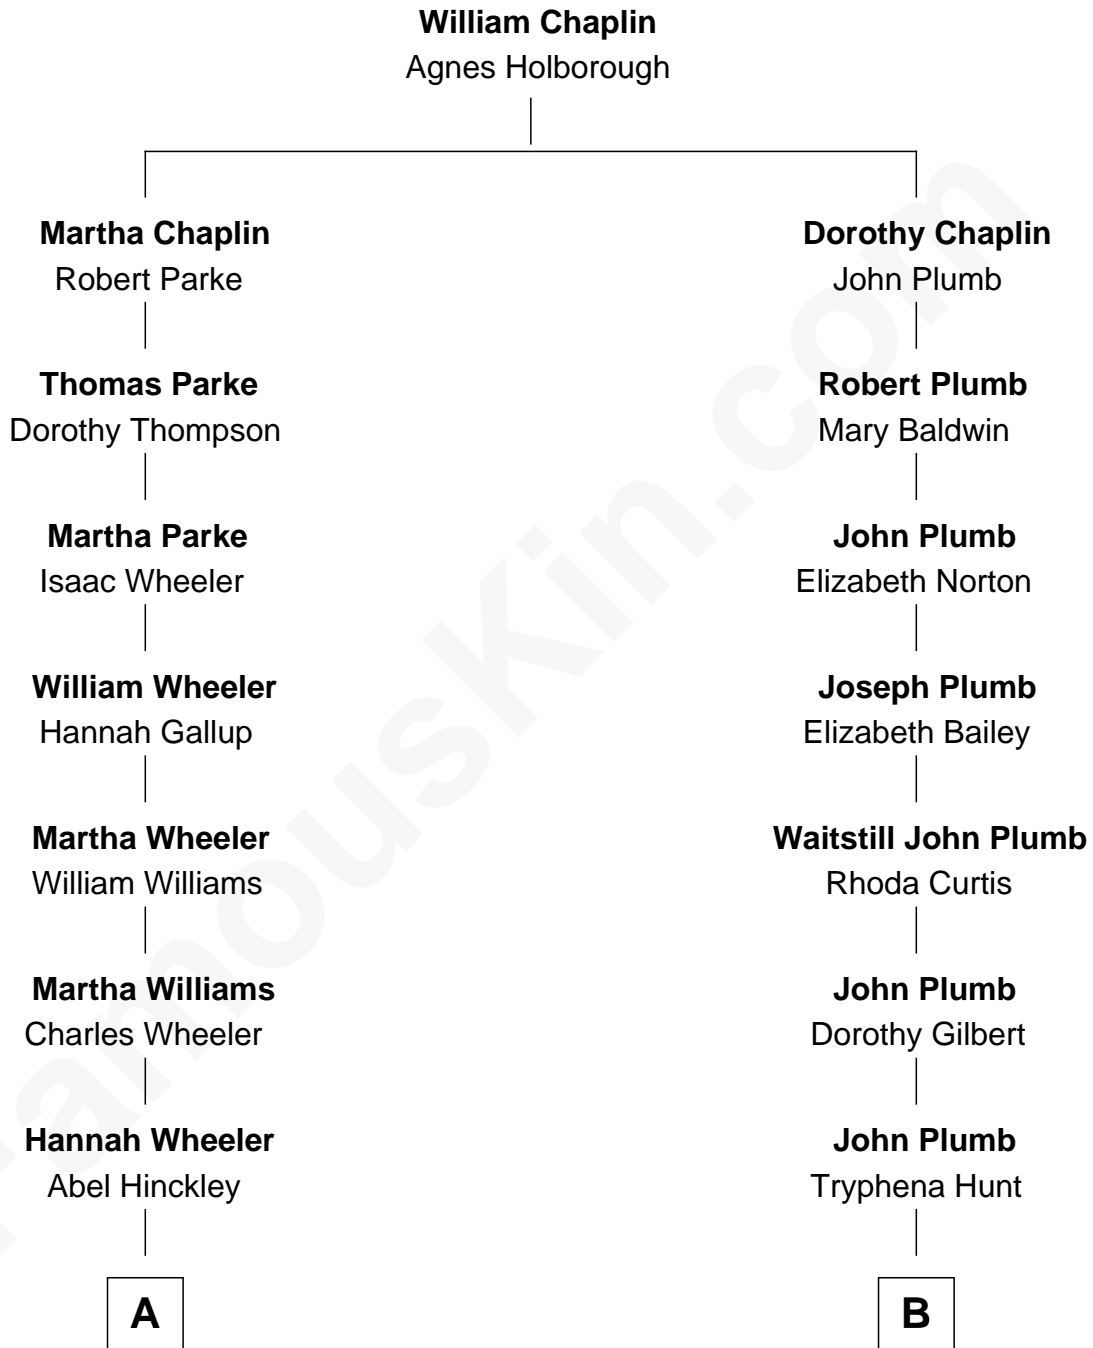 William Chaplin
Agnes Holborough
Martha Chaplin
Robert Parke
Dorothy Chaplin
John Plumb
Thomas Parke
Dorothy Thompson
Robert Plumb
Mary Baldwin
Martha Parke
Isaac Wheeler
John Plumb
Elizabeth Norton
William Wheeler
Hannah Gallup
Joseph Plumb
Elizabeth Bailey
Martha Wheeler
William Williams
Waitstill John Plumb
Rhoda Curtis
Martha Williams
Charles Wheeler
John Plumb
Dorothy Gilbert
Hannah Wheeler
Abel Hinckley
John Plumb
Tryphena Hunt
A
B
FamousKin.com